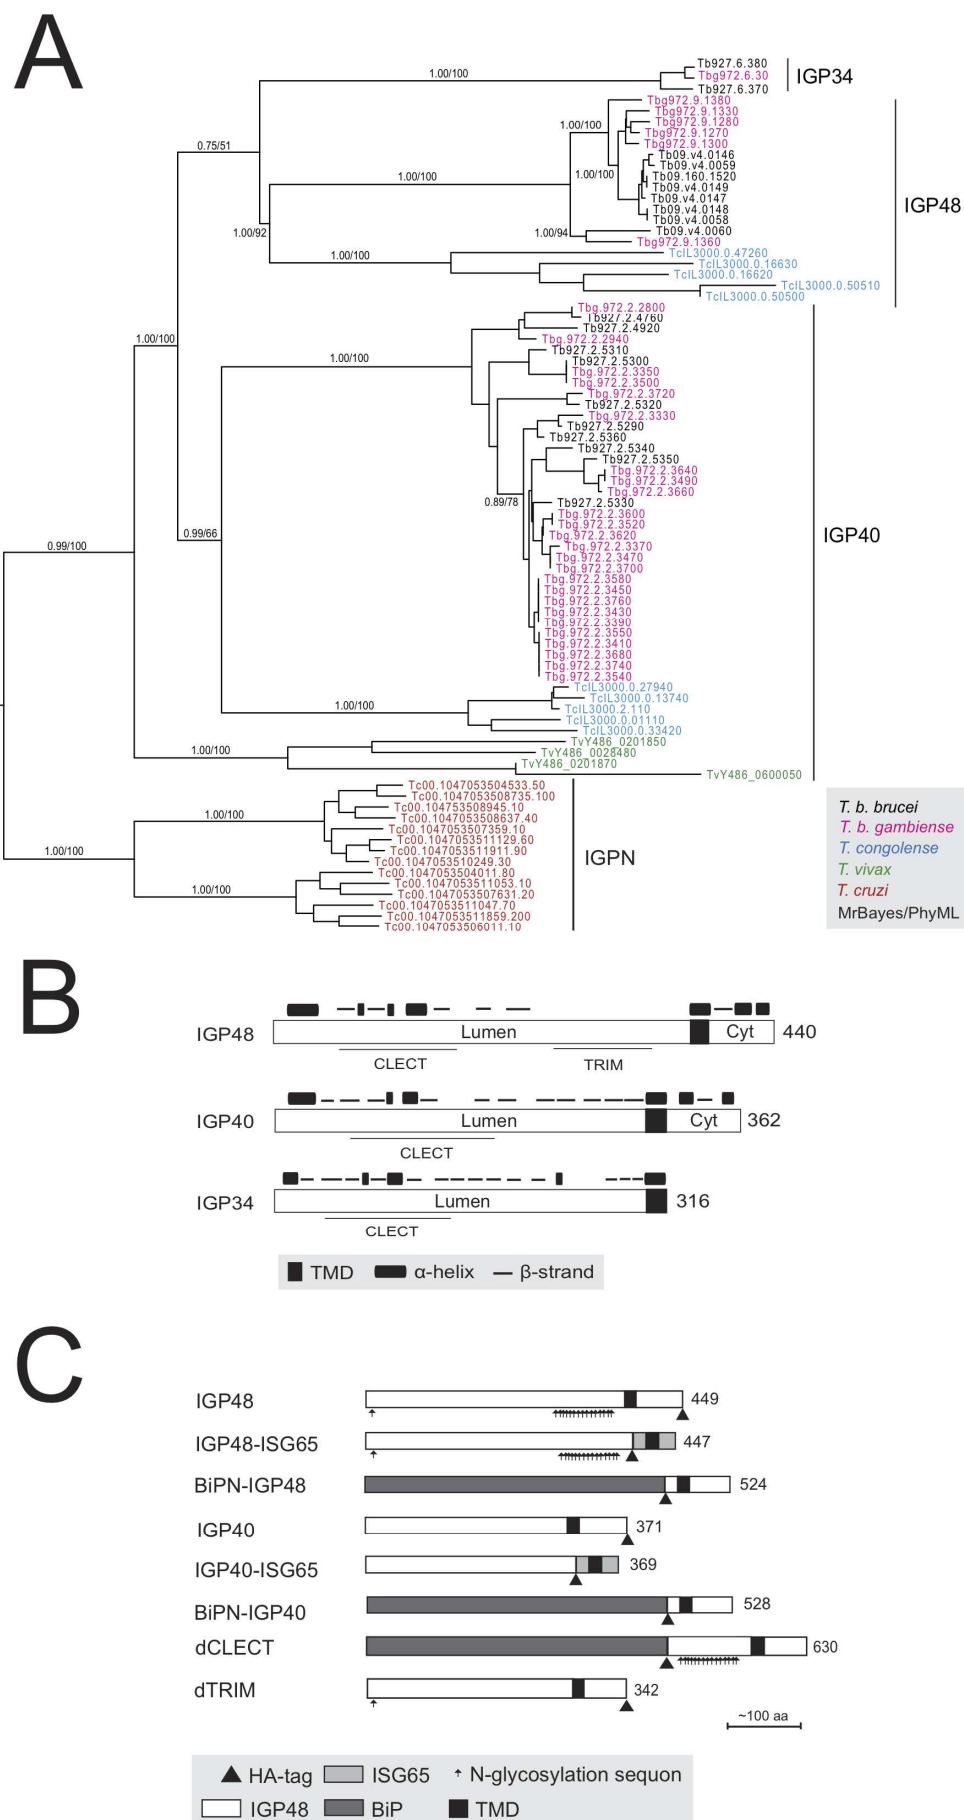 A
Tb927.6.380
Tbg972.6.30
Tb927.6.370
IGP34
1.00/100
Tbg972.9.1380
Tbg972.9.1330
Tbg972.9.1280
Tbg972.9.1270
Tbg972.9.1300
Tb09.v4.0146
Tb09.v4.0059
Tb09.160.1520
Tb09.v4.0149
Tb09.v4.0147
Tb09.v4.0148
Tb09.v4.0058
Tb09.v4.0060
Tbg972.9.1360
TcIL3000.0.47260
TcIL3000.0.16630
TcIL3000.0.16620
TcIL3000.0.50510
TcIL3000.0.50500
IGP48
1.00/100
0.75/51
1.00/100
1.00/100
1.00/94
1.00/92
1.00/100
Tbg.972.2.2800
Tb927.2.4760
Tb927.2.4920
Tbg.972.2.2940
Tb927.2.5310
Tb927.2.5300
Tbg.972.2.3350
Tbg.972.2.3500
Tbg.972.2.3720
Tb927.2.5320
Tbg.972.2.3330
Tb927.2.5290
Tb927.2.5360
Tb927.2.5340
Tb927.2.5350
Tbg.972.2.3640
Tbg.972.2.3490
Tbg.972.2.3660
Tb927.2.5330
Tbg.972.2.3600
Tbg.972.2.3520
Tbg.972.2.3620
Tbg.972.2.3370
Tbg.972.2.3470
Tbg.972.2.3700
Tbg.972.2.3580
Tbg.972.2.3450
Tbg.972.2.3760
Tbg.972.2.3430
Tbg.972.2.3390
Tbg.972.2.3550
Tbg.972.2.3410
Tbg.972.2.3680
Tbg.972.2.3740
Tbg.972.2.3540
TcIL3000.0.27940
TcIL3000.0.13740
TcIL3000.2.110
TcIL3000.0.01110
TcIL3000.0.33420
TvY486_0201850
TvY486_0028480
TvY486_0201870
TvY486_0600050
IGP40
1.00/100
1.00/100
0.89/78
0.99/66
0.99/100
1.00/100
1.00/100
Tc00.1047053504533.50
Tc00.1047053508735.100
Tc00.104753508945.10
Tc00.1047053508637.40
Tc00.1047053507359.10
Tc00.1047053511129.60
Tc00.1047053511911.90
Tc00.1047053510249.30
Tc00.1047053504011.80
Tc00.1047053511053.10
Tc00.1047053507631.20
Tc00.1047053511047.70
Tc00.1047053511859.200
Tc00.1047053506011.10
IGPN
1.00/100
1.00/100
1.00/100
T. b. brucei
T. b. gambiense
T. congolense
T. vivax
T. cruzi
MrBayes/PhyML
B
IGP48 Lumen Cyt 440
CLECT TRIM
IGP40 Lumen Cyt 362
CLECT
IGP34 Lumen 316
CLECT
TMD α-helix β-strand
C
IGP48 449
IGP48-ISG65 447
BiPN-IGP48 524
IGP40 371
IGP40-ISG65 369
BiPN-IGP40 528
dCLECT 630
dTRIM 342
~100 aa
HA-tag ISG65 N-glycosylation sequon
IGP48 BiP TMD